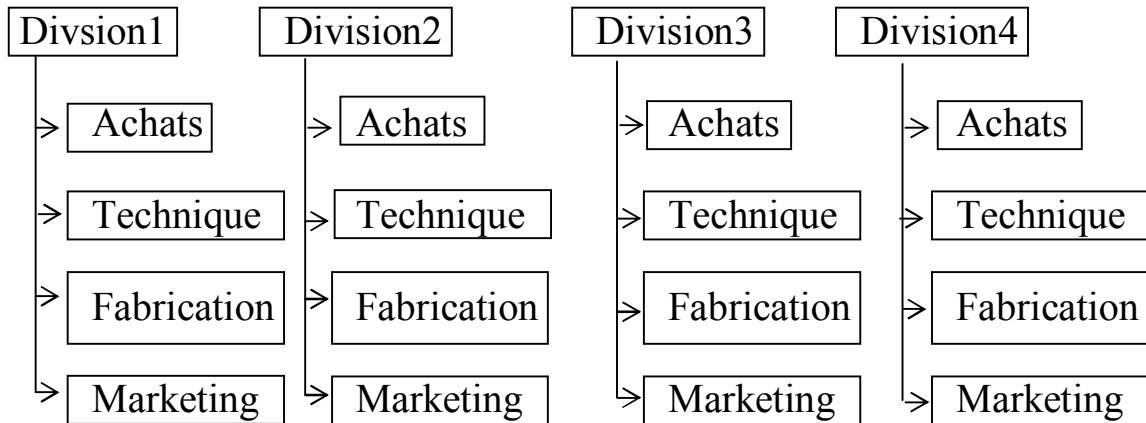 Divsion1 Division2 Division3 Division4
Achats Achats Achats Achats
Technique Technique Technique Technique
Fabrication Fabrication Fabrication Fabrication
Marketing Marketing Marketing Marketing